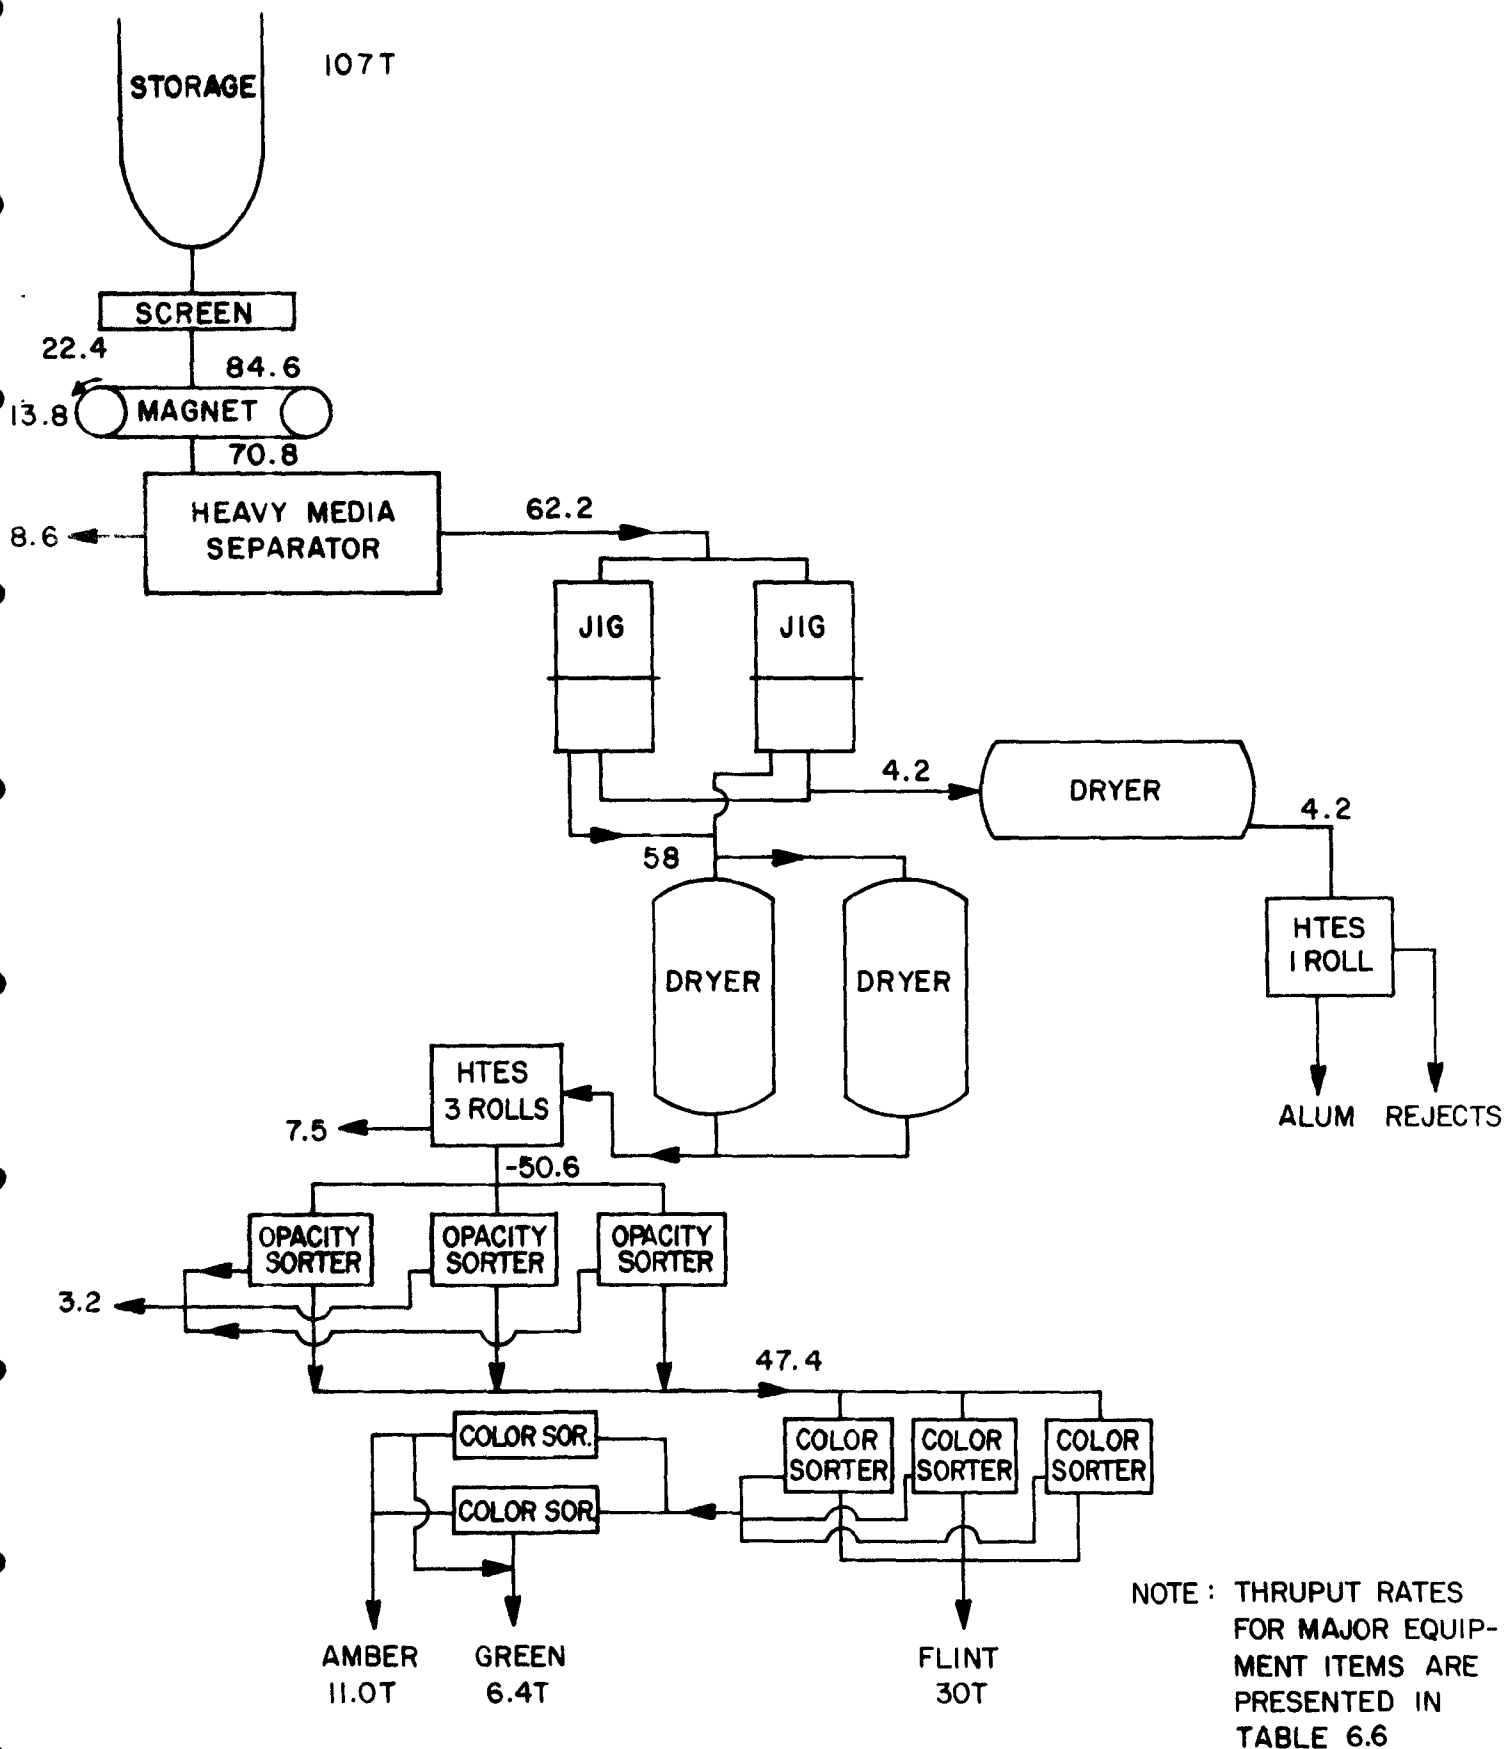 107T
STORAGE
SCREEN
22.4
84.6
13.8
MAGNET
70.8
HEAVY MEDIA
SEPARATOR
8.6
62.2
JIG
JIG
4.2
DRYER
4.2
58
HTES
1 ROLL
DRYER
DRYER
HTES
3 ROLLS
7.5
ALUM
REJECTS
-50.6
OPACITY
SORTER
OPACITY
SORTER
OPACITY
SORTER
3.2
47.4
COLOR SOR.
COLOR SOR.
COLOR
SORTER
COLOR
SORTER
COLOR
SORTER
AMBER
11.0T
GREEN
6.4T
FLINT
30T
NOTE: THRUPUT RATES
FOR MAJOR EQUIP-
MENT ITEMS ARE
PRESENTED IN
TABLE 6.6